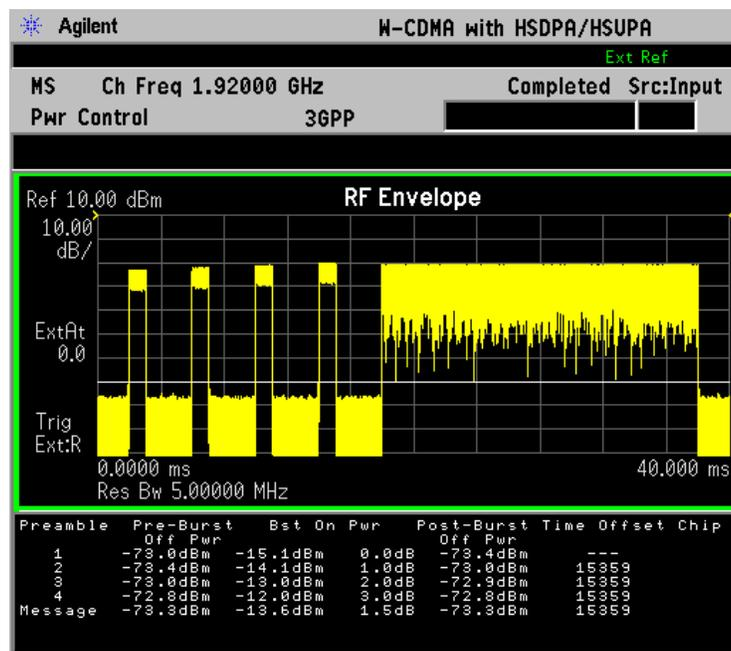 Agilent W-CDMA with HSDPA/HSUPA
Ext Ref
MS Ch Freq 1.92000 GHz Completed Src:Input
Pwr Control 3GPP
Ref 10.00 dBm RF Envelope
10.00
dB/
ExtAt
0.0
Trig
Ext:R
0.0000 ms 40.000 ms
Res Bw 5.00000 MHz
Preamble Pre-Burst Bst On Pwr Post-Burst Time Offset Chip
Off Pwr Off Pwr
1 -73.0dBm -15.1dBm 0.0dB -73.4dBm ---
2 -73.4dBm -14.1dBm 1.0dB -73.0dBm 15359
3 -73.0dBm -13.0dBm 2.0dB -72.9dBm 15359
4 -72.8dBm -12.0dBm 3.0dB -72.8dBm 15359
Message -73.3dBm -13.6dBm 1.5dB -73.3dBm 15359